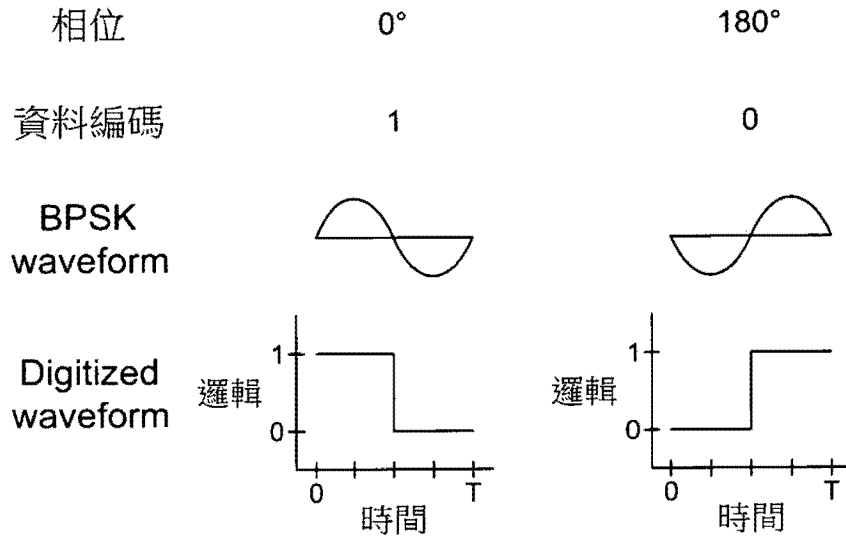 相位 0° 180°
資料編碼 1 0
BPSK
waveform
Digitized
waveform
邏輯 1 0
0 T
時間
邏輯 1 0
0 T
時間